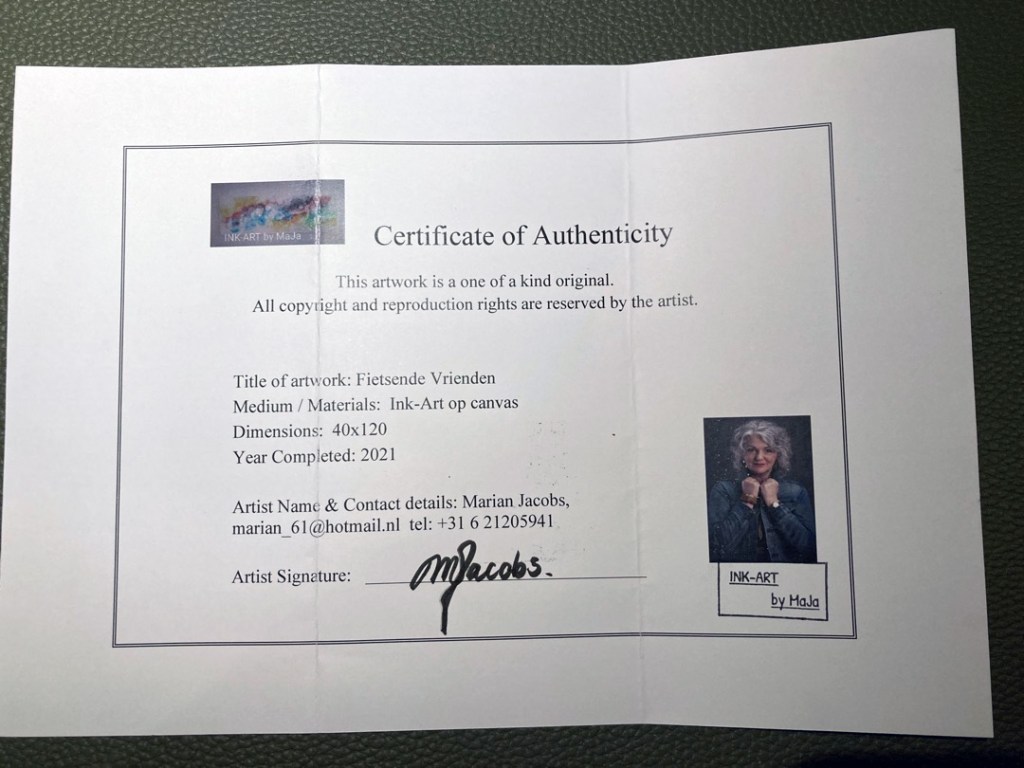 INK-ART by MaJa
Certificate of Authenticity
This artwork is a one of a kind original.
All copyright and reproduction rights are reserved by the artist.
Title of artwork: Fietsende Vrienden
Medium / Materials: Ink-Art op canvas
Dimensions: 40x120
Year Completed: 2021
Artist Name & Contact details: Marian Jacobs,
marian_61@hotmail.nl tel: +31 6 21205941
Artist Signature: MJacobs.
INK-ART
by MaJa